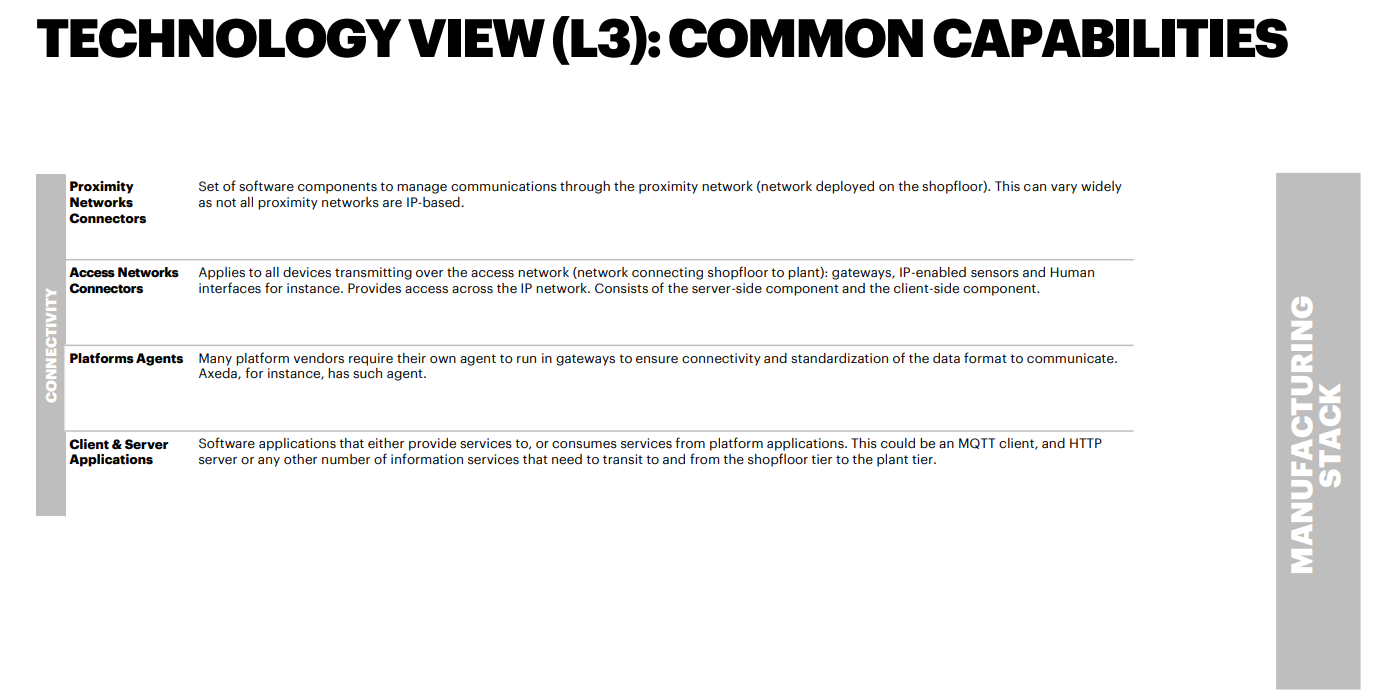 TECHNOLOGY VIEW (L3): COMMON CAPABILITIES
CONNECTIVITY
Proximity
Networks
Connectors
Set of software components to manage communications through the proximity network (network deployed on the shopfloor). This can vary widely
as not all proximity networks are IP-based.
Access Networks
Connectors
Applies to all devices transmitting over the access network (network connecting shopfloor to plant): gateways, IP-enabled sensors and Human
interfaces for instance. Provides access across the IP network. Consists of the server-side component and the client-side component.
Platforms Agents
Many platform vendors require their own agent to run in gateways to ensure connectivity and standardization of the data format to communicate.
Axeda, for instance, has such agent.
Client & Server
Applications
Software applications that either provide services to, or consumes services from platform applications. This could be an MQTT client, and HTTP
server or any other number of information services that need to transit to and from the shopfloor tier to the plant tier.
MANUFACTURING
STACK